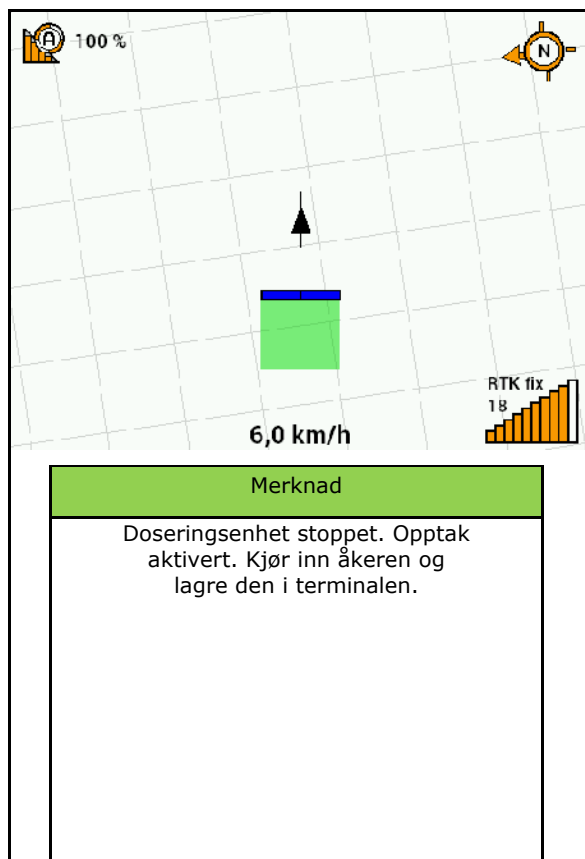 A 100 %
N
RTK fix
18
6,0 km/h
Merknad
Doseringsenhet stoppet. Opptak
aktivert. Kjør inn åkeren og
lagre den i terminalen.